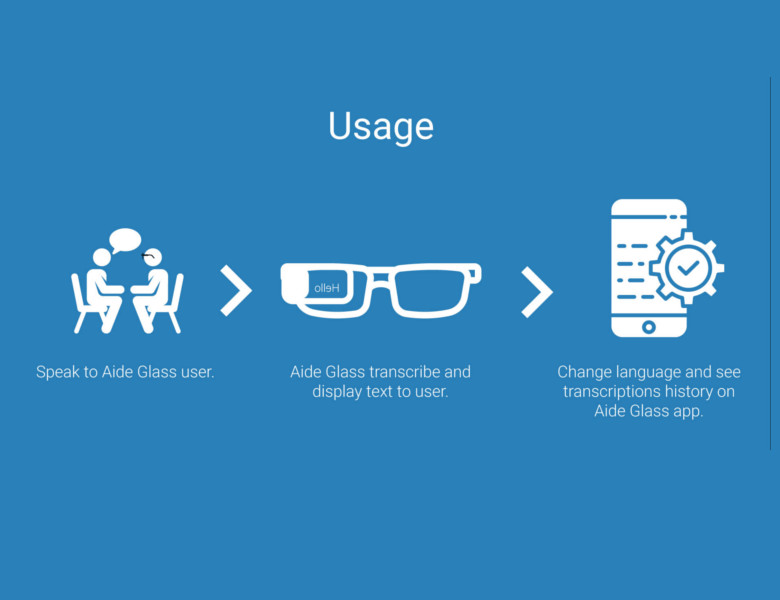 Usage
Hello
Speak to Aide Glass user.
Aide Glass transcribe and
display text to user.
Change language and see
transcriptions history on
Aide Glass app.